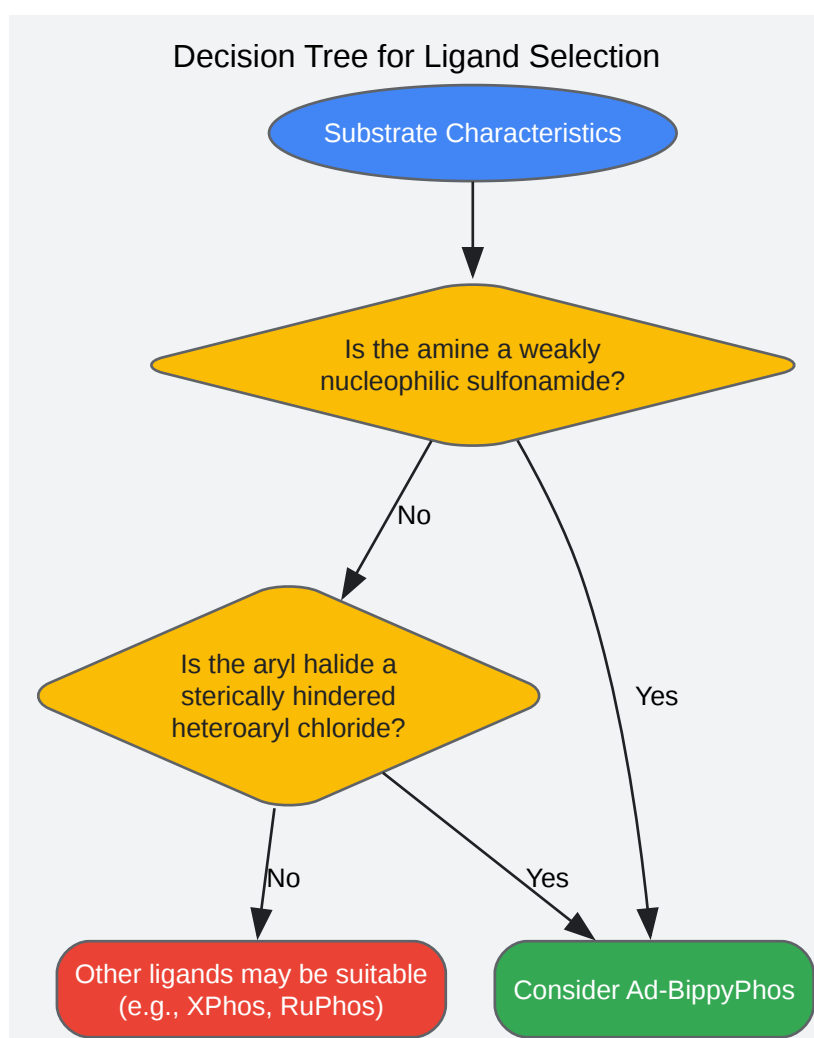 Decision Tree for Ligand Selection
Substrate Characteristics
Is the amine a weakly
nucleophilic sulfonamide?
No
Is the aryl halide a
sterically hindered
heteroaryl chloride?
Yes
No
Yes
Other ligands may be suitable
(e.g., XPhos, RuPhos)
Consider Ad-BippyPhos